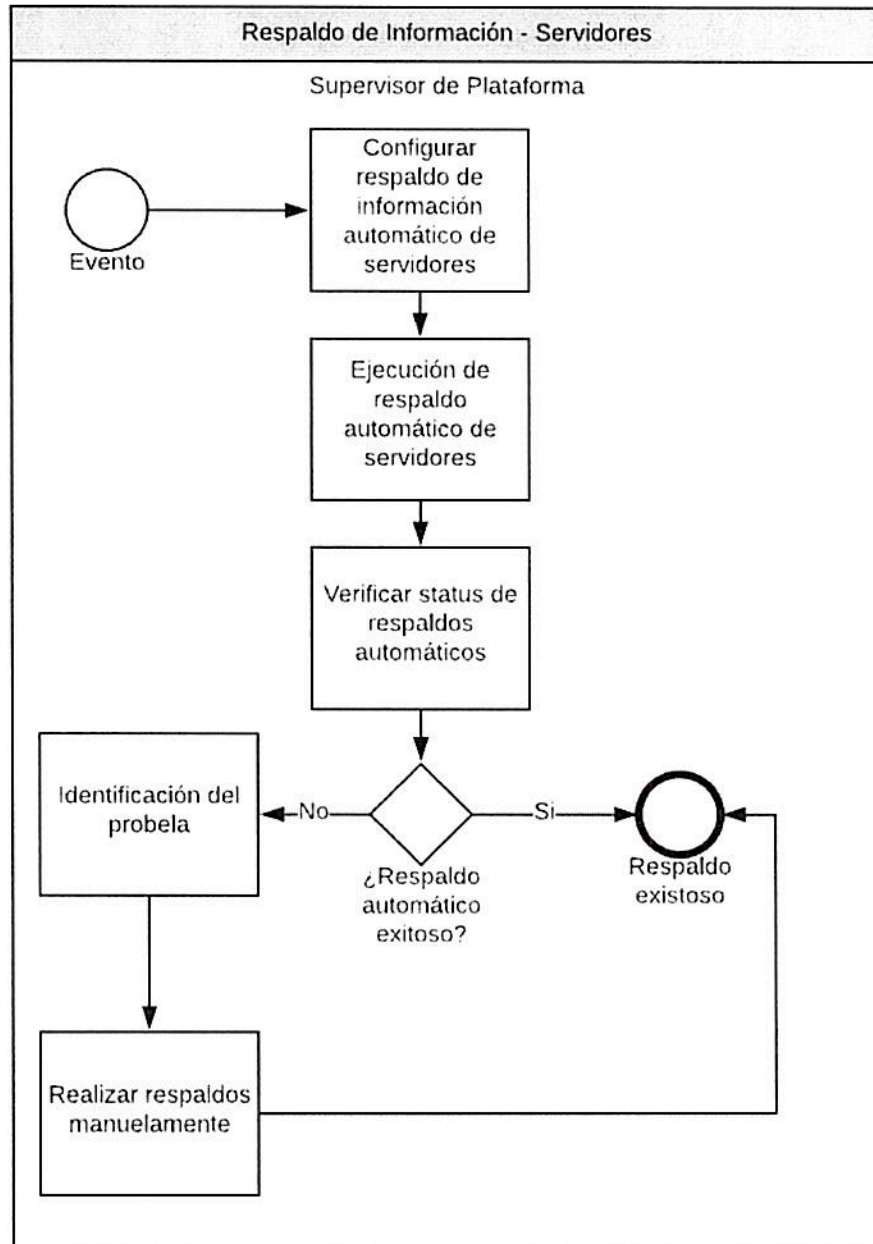 Respaldo de Información - Servidores
Supervisor de Plataforma
Configurar
respaldo de
información
automático de
servidores
Evento
Ejecución de
respaldo
automático de
servidores
Verificar status de
respaldos
automáticos
Identificación del
probela
No
Si
¿Respaldo
automático
exitoso?
Respaldo
existoso
Realizar respaldos
manuelamente